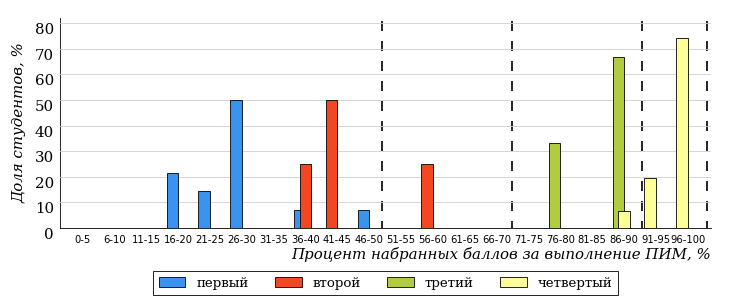 80
70
60
50
40
30
20
10
0
Доля студентов, %
0-5 6-10 11-15 16-20 21-25 26-30 31-35 36-40 41-45 46-50 51-55 56-60 61-65 66-70 71-75 76-80 81-85 86-90 91-95 96-100
Процент набранных баллов за выполнение ПИМ, %
первый второй третий четвертый